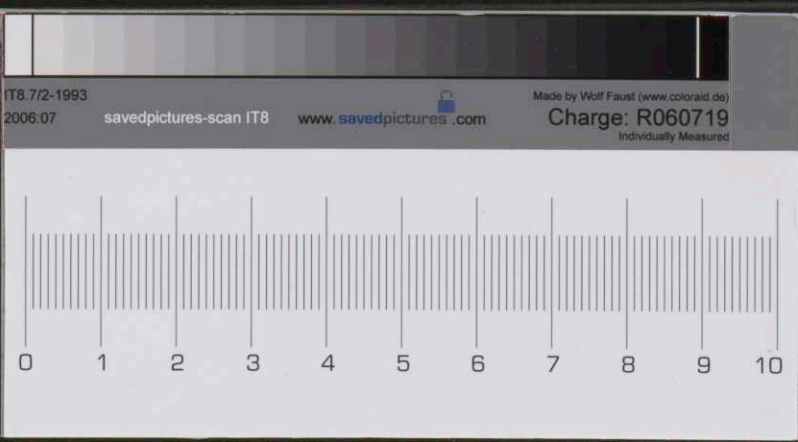 IT8.7/2-1993
2006:07
savedpictures-scan IT8
www.savedpictures.com
Made by Wolf Faust (www.coloraid.de)
Charge: R060719
Individually Measured
0 1 2 3 4 5 6 7 8 9 10